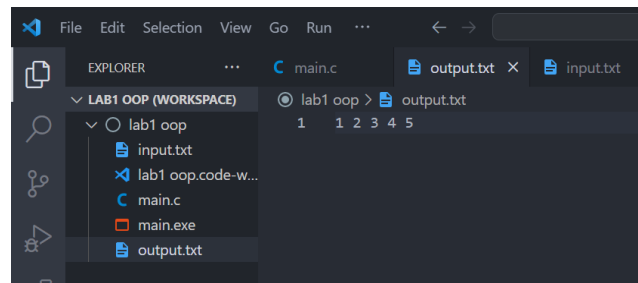 File Edit Selection View Go Run ···
EXPLORER ···
main.c output.txt input.txt
LAB1 OOP (WORKSPACE)
lab1 oop > output.txt
lab1 oop
1 1 2 3 4 5
input.txt
lab1 oop.code-w...
C main.c
main.exe
output.txt